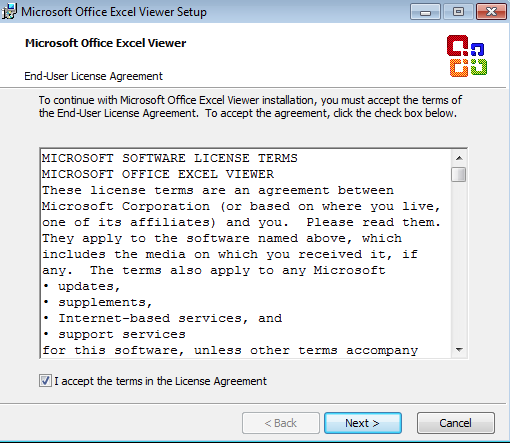 Microsoft Office Excel Viewer Setup
Microsoft Office Excel Viewer
End-User License Agreement
To continue with Microsoft Office Excel Viewer installation, you must accept the terms of
the End-User License Agreement.  To accept the agreement, click the check box below.
MICROSOFT SOFTWARE LICENSE TERMS
MICROSOFT OFFICE EXCEL VIEWER
These license terms are an agreement between
Microsoft Corporation (or based on where you live,
one of its affiliates) and you.  Please read them.
They apply to the software named above, which
includes the media on which you received it, if
any.  The terms also apply to any Microsoft
• updates,
• supplements,
• Internet-based services, and
• support services
for this software, unless other terms accompany
I accept the terms in the License Agreement
< Back
Next >
Cancel